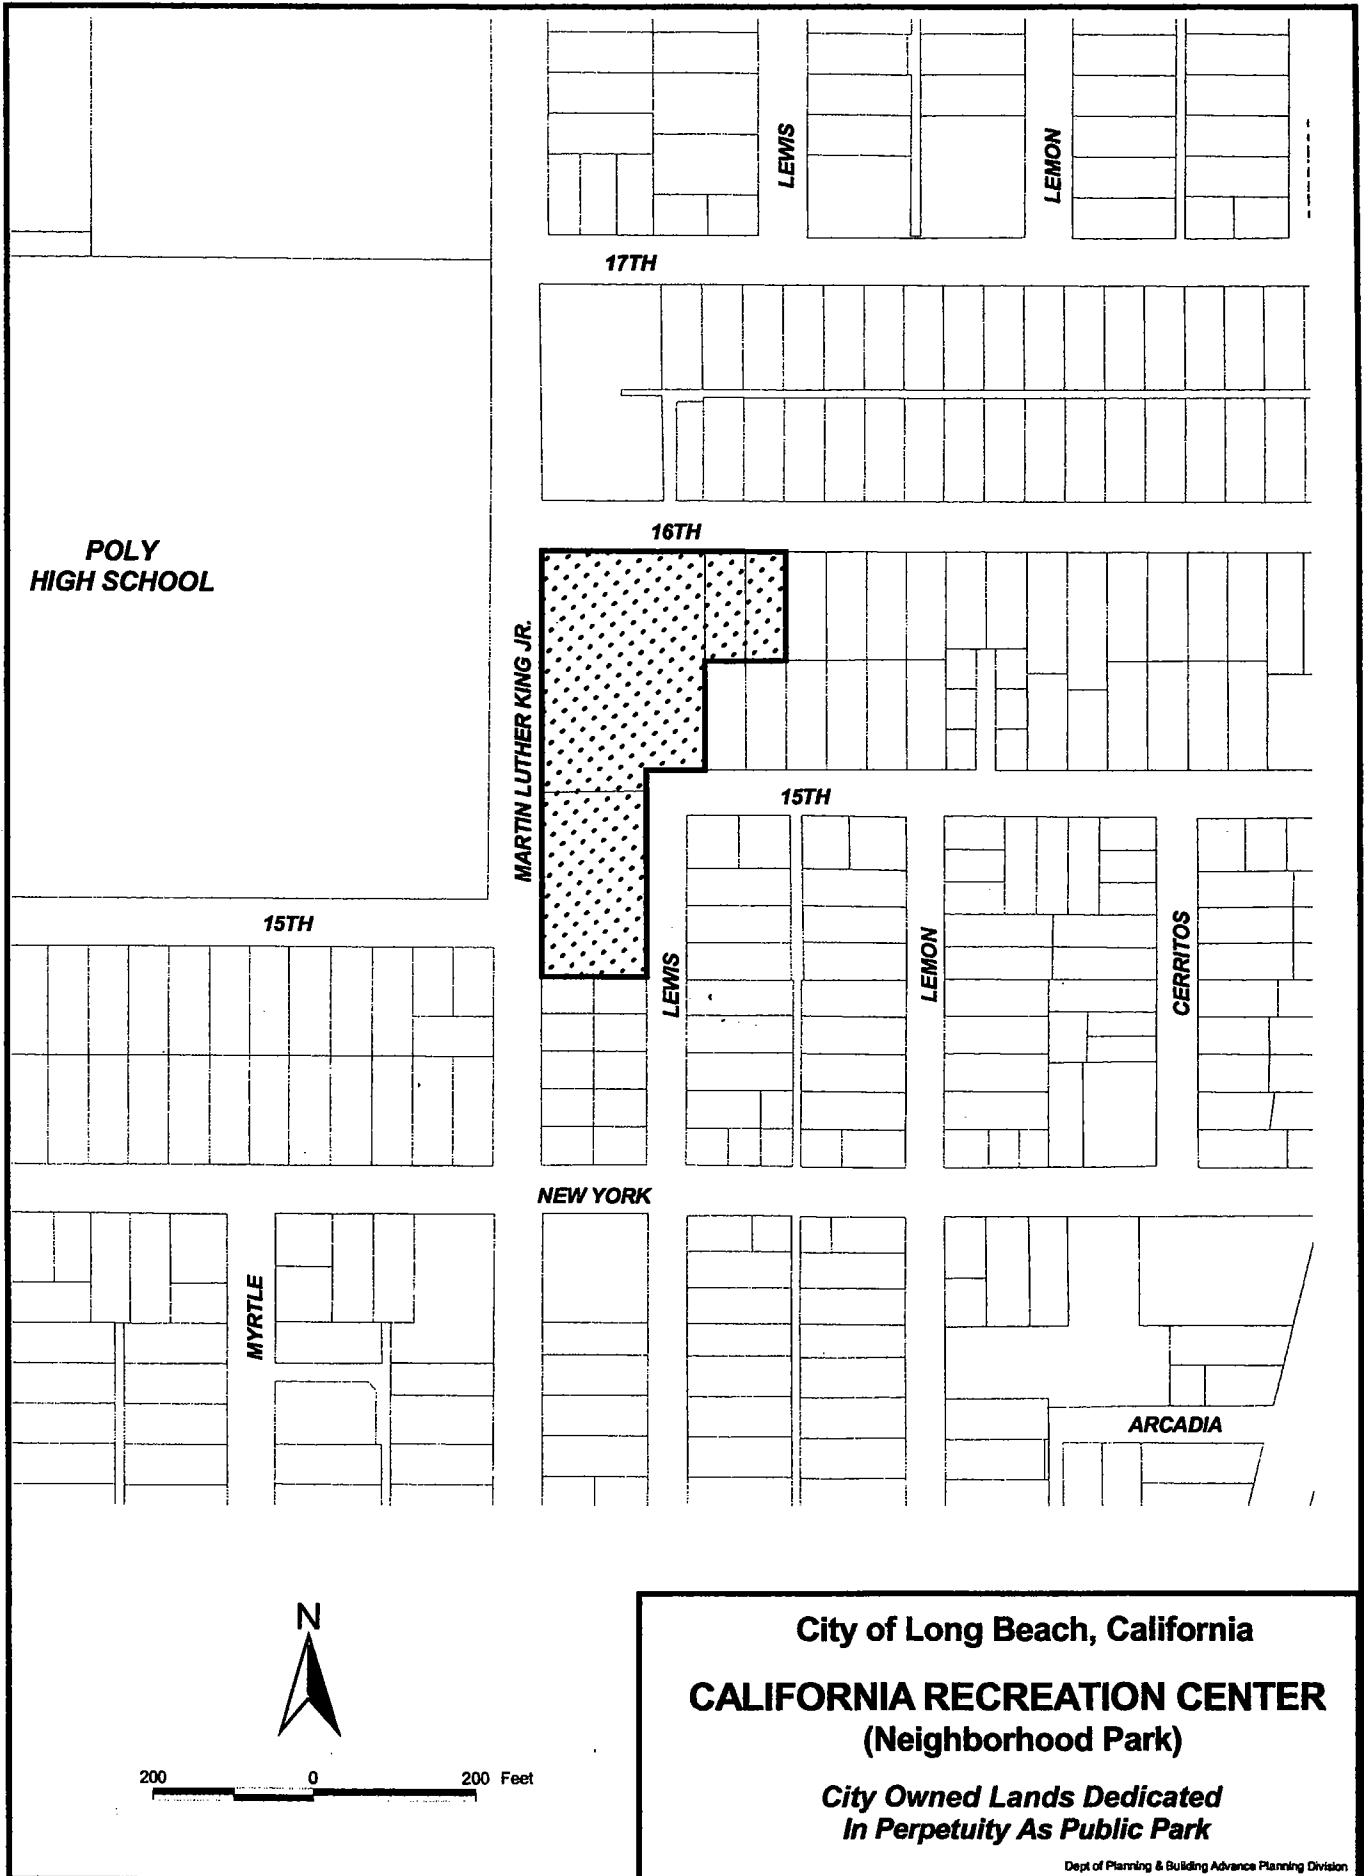 LEWIS
LEMON
17TH
16TH
POLY
HIGH SCHOOL
MARTIN LUTHER KING JR.
15TH
15TH
LEWIS
LEMON
CERRITOS
NEW YORK
MYRTLE
ARCADIA
N
200 0 200 Feet
City of Long Beach, California
CALIFORNIA RECREATION CENTER
(Neighborhood Park)
City Owned Lands Dedicated
In Perpetuity As Public Park
Dept of Planning & Building Advance Planning Division